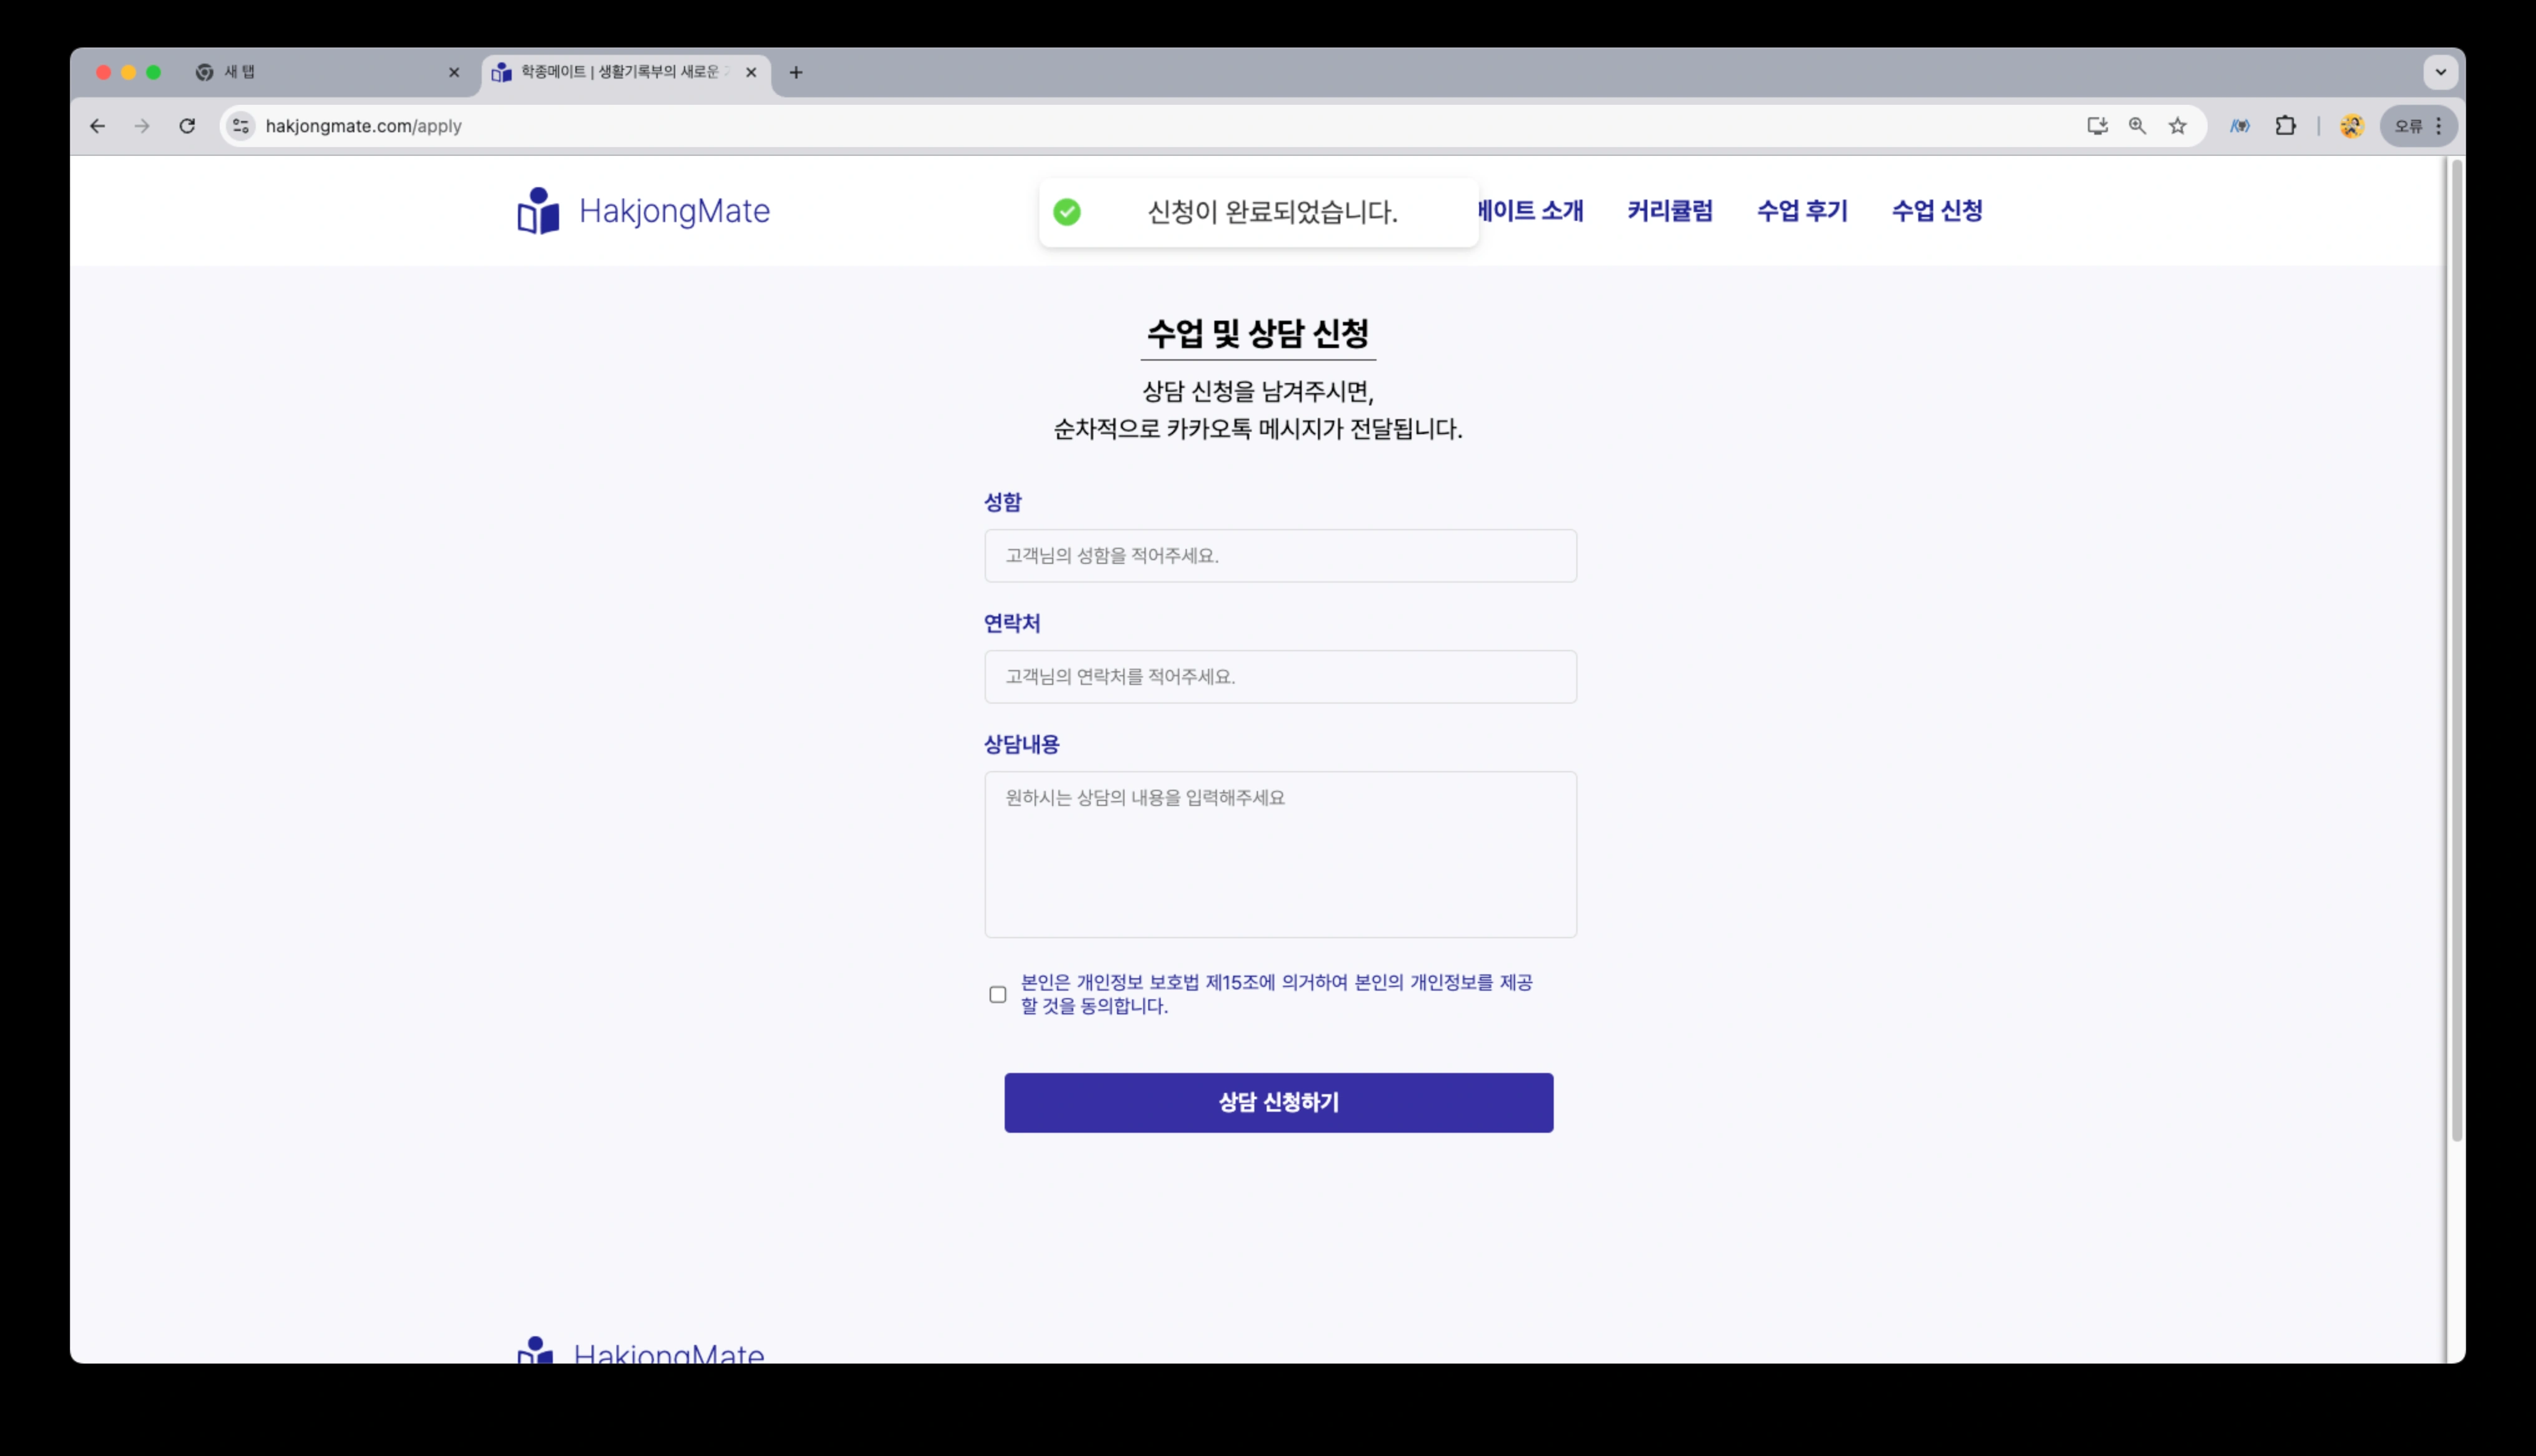 새 탭
학종메이트 | 생활기록부의 새로운
hakjongmate.com/apply
오류
HakjongMate
신청이 완료되었습니다.
메이트 소개
커리큘럼
수업 후기
수업 신청
수업 및 상담 신청
상담 신청을 남겨주시면,
순차적으로 카카오톡 메시지가 전달됩니다.
성함
고객님의 성함을 적어주세요.
연락처
고객님의 연락처를 적어주세요.
상담내용
원하시는 상담의 내용을 입력해주세요
본인은 개인정보 보호법 제15조에 의거하여 본인의 개인정보를 제공
할 것을 동의합니다.
상담 신청하기
HakjongMate